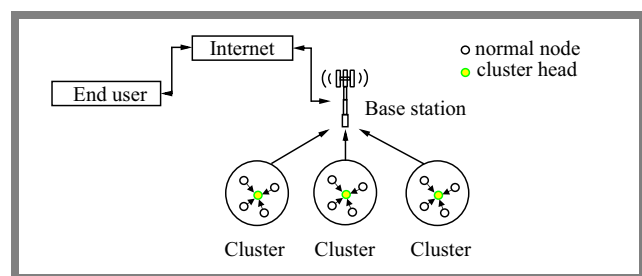 Internet
normal node
cluster head
End user
Base station
Cluster
Cluster
Cluster